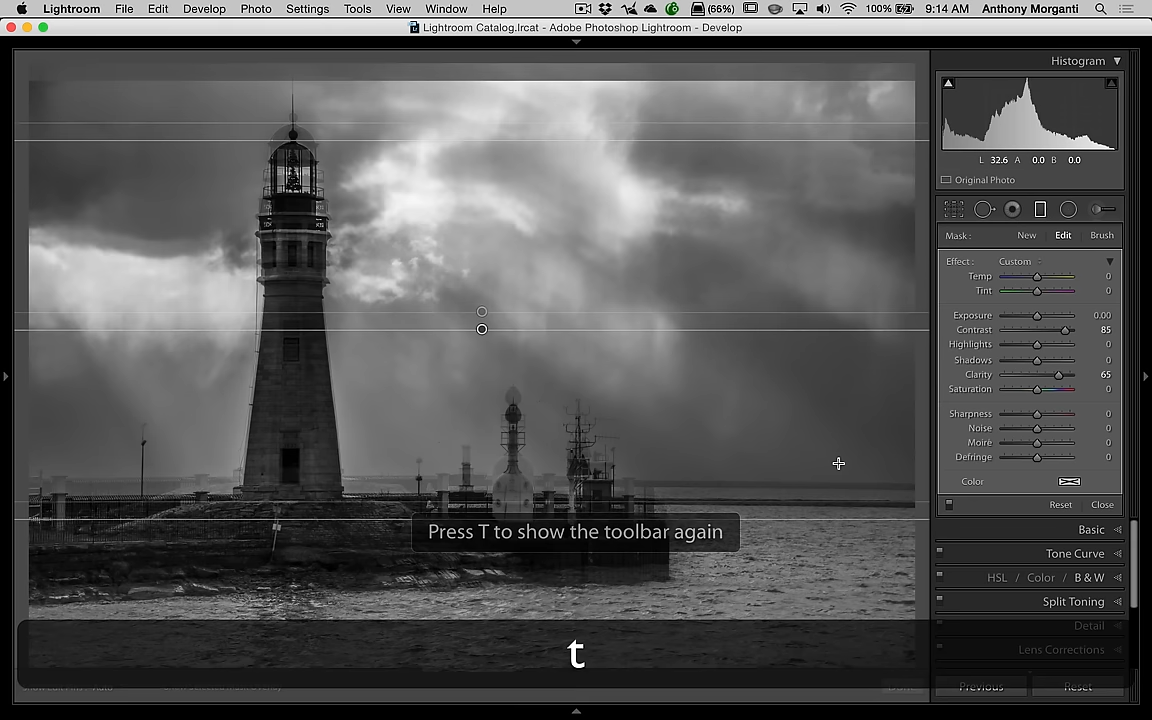 Lightroom File Edit Develop Photo Settings Tools View Window Help (66%) 100% 9:14 AM Anthony Morganti
Lightroom Catalog.lrcat - Adobe Photoshop Lightroom - Develop
Histogram
L 32.6 A 0.0 B 0.0
Original Photo
Mask : New Edit Brush
Effect : Custom
Temp 0
Tint 0
Exposure 0.00
Contrast 85
Highlights 0
Shadows 0
Clarity 65
Saturation 0
Sharpness 0
Noise 0
Moiré 0
Defringe 0
Color
Reset Close
Press T to show the toolbar again
Basic
Tone Curve
HSL / Color / B & W
Split Toning
Detail
Lens Corrections
t
Previous Reset